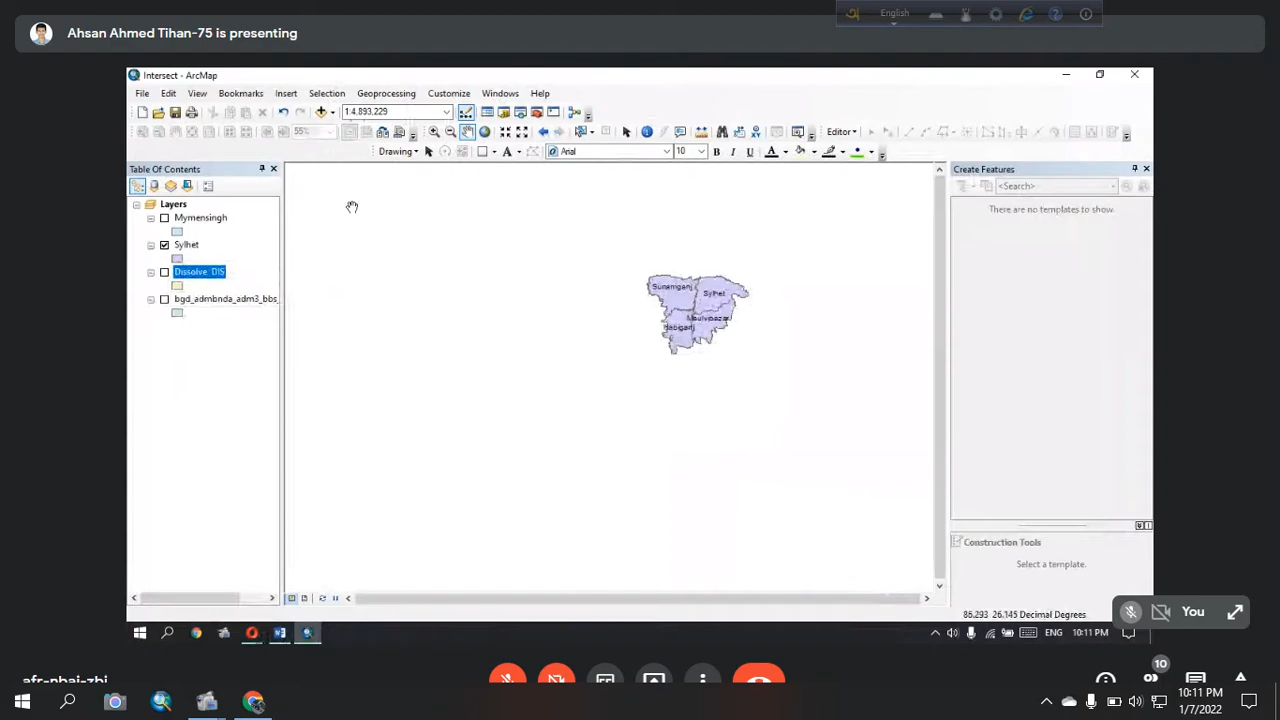 English
Ahsan Ahmed Tihan-75 is presenting
Intersect - ArcMap
File Edit View Bookmarks Insert Selection Geoprocessing Customize Windows Help
1:4,893,229
55%
Editor
Drawing
A
Arial
10
B I U
A
Table Of Contents
Create Features
Layers
<Search>
Mymensingh
There are no templates to show.
Sylhet
Dissolve_DIS
bgd_admbnda_adm3_bbs_
Sunamganj
Sylhet
Maulvibazar
Habiganj
Construction Tools
Select a template.
86.293 26.145 Decimal Degrees
You
ENG 10:11 PM
10
10:11 PM
1/7/2022